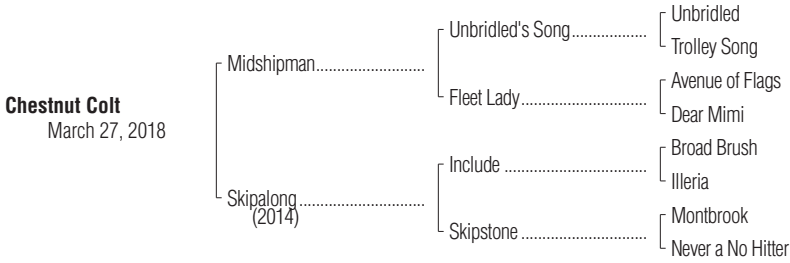 Chestnut Colt
March 27, 2018
Midshipman
Skipalong
(2014)
Unbridled's Song
Fleet Lady
Include
Skipstone
Unbridled
Trolley Song
Avenue of Flags
Dear Mimi
Broad Brush
Illeria
Montbrook
Never a No Hitter